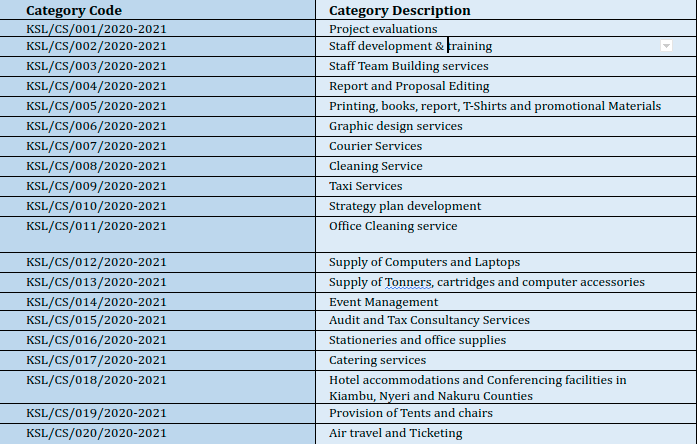 Category Code Category Description
KSL/CS/001/2020-2021 Project evaluations
KSL/CS/002/2020-2021 Staff development & training
KSL/CS/003/2020-2021 Staff Team Building services
KSL/CS/004/2020-2021 Report and Proposal Editing
KSL/CS/005/2020-2021 Printing, books, report, T-Shirts and promotional Materials
KSL/CS/006/2020-2021 Graphic design services
KSL/CS/007/2020-2021 Courier Services
KSL/CS/008/2020-2021 Cleaning Service
KSL/CS/009/2020-2021 Taxi Services
KSL/CS/010/2020-2021 Strategy plan development
KSL/CS/011/2020-2021 Office Cleaning service
KSL/CS/012/2020-2021 Supply of Computers and Laptops
KSL/CS/013/2020-2021 Supply of Tonners, cartridges and computer accessories
KSL/CS/014/2020-2021 Event Management
KSL/CS/015/2020-2021 Audit and Tax Consultancy Services
KSL/CS/016/2020-2021 Stationeries and office supplies
KSL/CS/017/2020-2021 Catering services
KSL/CS/018/2020-2021 Hotel accommodations and Conferencing facilities in
Kiambu, Nyeri and Nakuru Counties
KSL/CS/019/2020-2021 Provision of Tents and chairs
KSL/CS/020/2020-2021 Air travel and Ticketing